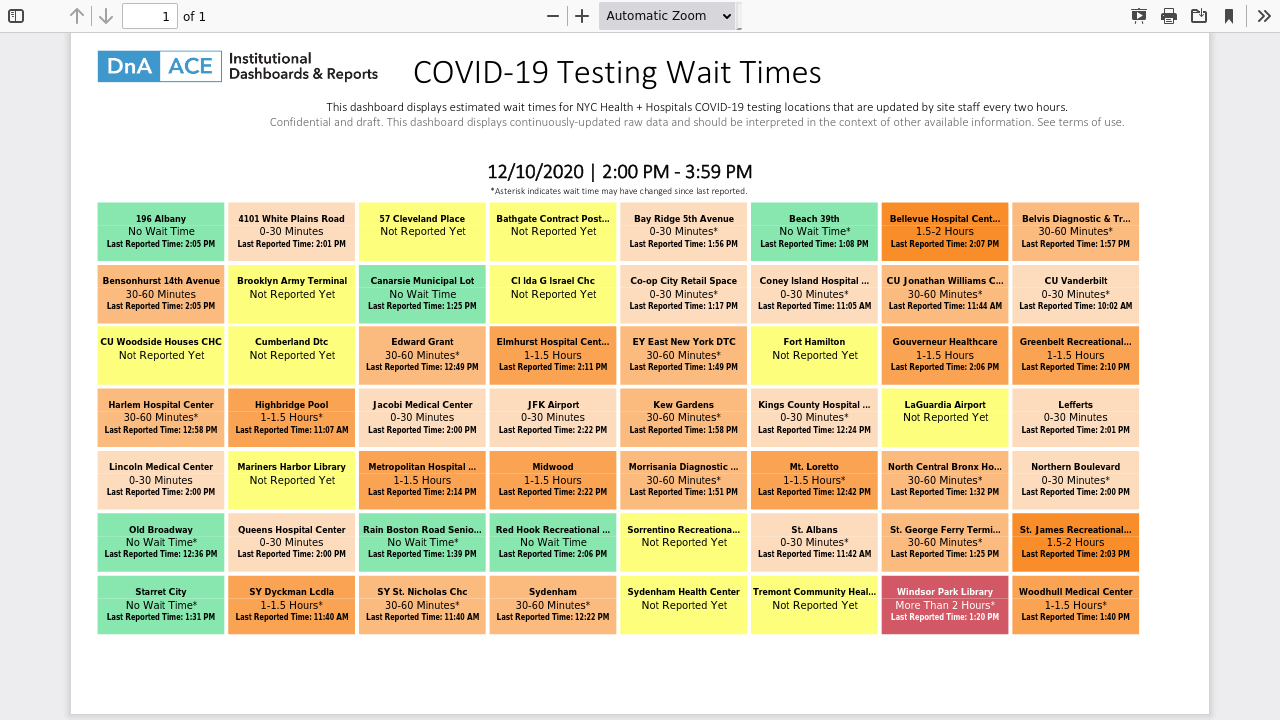 1 of 1 Automatic Zoom
DnA ACE Institutional
Dashboards & Reports
COVID-19 Testing Wait Times
This dashboard displays estimated wait times for NYC Health + Hospitals COVID-19 testing locations that are updated by site staff every two hours.
Confidential and draft. This dashboard displays continuously-updated raw data and should be interpreted in the context of other available information. See terms of use.
12/10/2020 | 2:00 PM - 3:59 PM
*Asterisk indicates wait time may have changed since last reported.
196 Albany
No Wait Time
Last Reported Time: 2:05 PM
4101 White Plains Road
0-30 Minutes
Last Reported Time: 2:01 PM
57 Cleveland Place
Not Reported Yet
Bathgate Contract Post...
Not Reported Yet
Bay Ridge 5th Avenue
0-30 Minutes*
Last Reported Time: 1:56 PM
Beach 39th
No Wait Time*
Last Reported Time: 1:08 PM
Bellevue Hospital Cent...
1.5-2 Hours
Last Reported Time: 2:07 PM
Belvis Diagnostic & Tr...
30-60 Minutes*
Last Reported Time: 1:57 PM
Bensonhurst 14th Avenue
30-60 Minutes
Last Reported Time: 2:05 PM
Brooklyn Army Terminal
Not Reported Yet
Canarsie Municipal Lot
No Wait Time
Last Reported Time: 1:25 PM
Cl Ida G Israel Chc
Not Reported Yet
Co-op City Retail Space
0-30 Minutes*
Last Reported Time: 1:17 PM
Coney Island Hospital ...
0-30 Minutes*
Last Reported Time: 11:05 AM
CU Jonathan Williams C...
30-60 Minutes*
Last Reported Time: 11:44 AM
CU Vanderbilt
0-30 Minutes*
Last Reported Time: 10:02 AM
CU Woodside Houses CHC
Not Reported Yet
Cumberland Dtc
Not Reported Yet
Edward Grant
30-60 Minutes*
Last Reported Time: 12:49 PM
Elmhurst Hospital Cent...
1-1.5 Hours
Last Reported Time: 2:11 PM
EY East New York DTC
30-60 Minutes*
Last Reported Time: 1:49 PM
Fort Hamilton
Not Reported Yet
Gouverneur Healthcare
1-1.5 Hours
Last Reported Time: 2:06 PM
Greenbelt Recreational...
1-1.5 Hours
Last Reported Time: 2:10 PM
Harlem Hospital Center
30-60 Minutes*
Last Reported Time: 12:58 PM
Highbridge Pool
1-1.5 Hours*
Last Reported Time: 11:07 AM
Jacobi Medical Center
0-30 Minutes
Last Reported Time: 2:00 PM
JFK Airport
0-30 Minutes
Last Reported Time: 2:22 PM
Kew Gardens
30-60 Minutes*
Last Reported Time: 1:58 PM
Kings County Hospital ...
0-30 Minutes*
Last Reported Time: 12:24 PM
LaGuardia Airport
Not Reported Yet
Lefferts
0-30 Minutes
Last Reported Time: 2:01 PM
Lincoln Medical Center
0-30 Minutes
Last Reported Time: 2:00 PM
Mariners Harbor Library
Not Reported Yet
Metropolitan Hospital ...
1-1.5 Hours
Last Reported Time: 2:14 PM
Midwood
1-1.5 Hours
Last Reported Time: 2:22 PM
Morrisania Diagnostic ...
30-60 Minutes*
Last Reported Time: 1:51 PM
Mt. Loretto
1-1.5 Hours*
Last Reported Time: 12:42 PM
North Central Bronx Ho...
30-60 Minutes*
Last Reported Time: 1:32 PM
Northern Boulevard
0-30 Minutes*
Last Reported Time: 2:00 PM
Old Broadway
No Wait Time*
Last Reported Time: 12:36 PM
Queens Hospital Center
0-30 Minutes
Last Reported Time: 2:00 PM
Rain Boston Road Senio...
No Wait Time*
Last Reported Time: 1:39 PM
Red Hook Recreational ...
No Wait Time
Last Reported Time: 2:06 PM
Sorrentino Recreationa...
Not Reported Yet
St. Albans
0-30 Minutes*
Last Reported Time: 11:42 AM
St. George Ferry Termi...
30-60 Minutes*
Last Reported Time: 1:25 PM
St. James Recreational...
1.5-2 Hours
Last Reported Time: 2:03 PM
Starret City
No Wait Time*
Last Reported Time: 1:31 PM
SY Dyckman Lcdla
1-1.5 Hours*
Last Reported Time: 11:40 AM
SY St. Nicholas Chc
30-60 Minutes*
Last Reported Time: 11:40 AM
Sydenham
30-60 Minutes*
Last Reported Time: 12:22 PM
Sydenham Health Center
Not Reported Yet
Tremont Community Heal...
Not Reported Yet
Windsor Park Library
More Than 2 Hours*
Last Reported Time: 1:20 PM
Woodhull Medical Center
1-1.5 Hours*
Last Reported Time: 1:40 PM